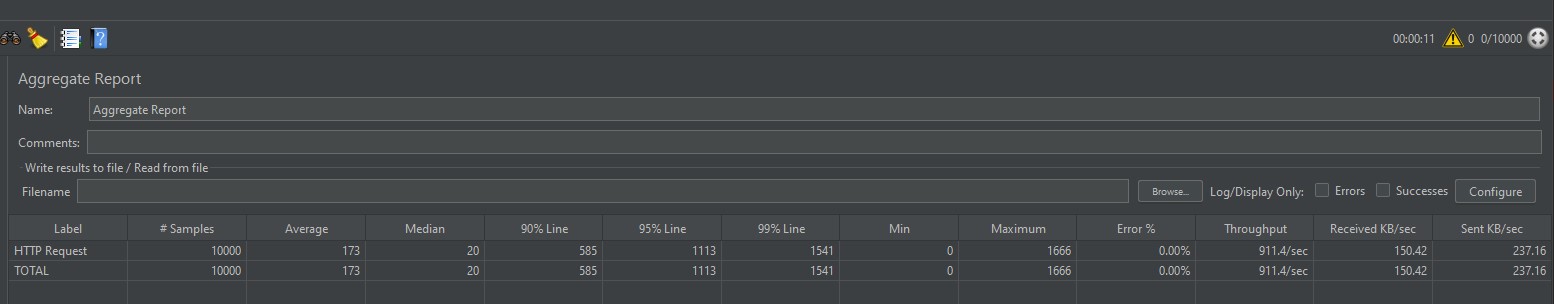 00:00:11 0 0/10000
Aggregate Report
Name: Aggregate Report
Comments:
Write results to file / Read from file
Filename Browse... Log/Display Only: Errors Successes Configure
Label # Samples Average Median 90% Line 95% Line 99% Line Min Maximum Error % Throughput Received KB/sec Sent KB/sec
HTTP Request 10000 173 20 585 1113 1541 0 1666 0.00% 911.4/sec 150.42 237.16
TOTAL 10000 173 20 585 1113 1541 0 1666 0.00% 911.4/sec 150.42 237.16